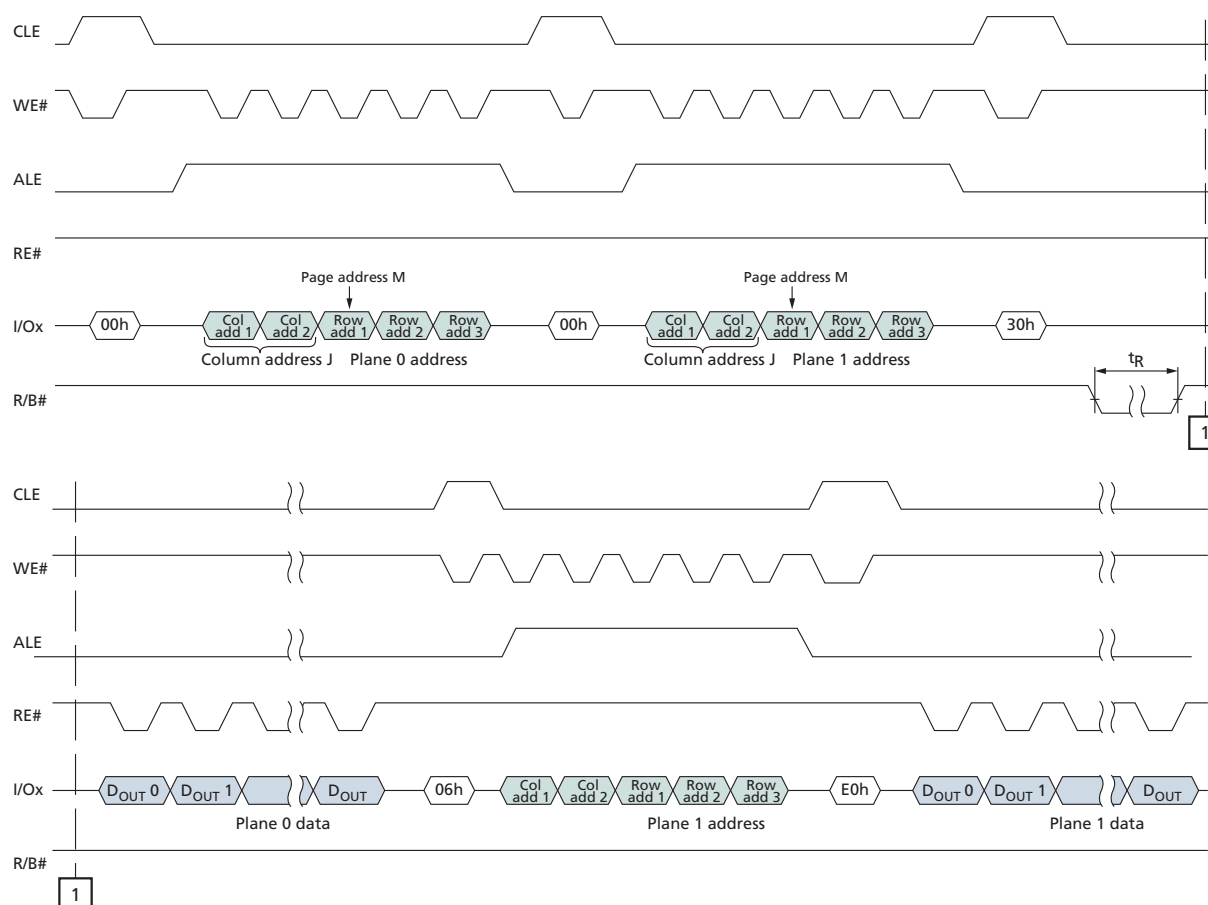 CLE
WE#
ALE
RE#
Page address M Page address M
I/Ox 00h Col add 1 Col add 2 Row add 1 Row add 2 Row add 3 00h Col add 1 Col add 2 Row add 1 Row add 2 Row add 3 30h
Column address J Plane 0 address Column address J Plane 1 address
tR
R/B#
1
CLE
WE#
ALE
RE#
I/Ox DOUT 0 DOUT 1 DOUT 06h Col add 1 Col add 2 Row add 1 Row add 2 Row add 3 E0h DOUT 0 DOUT 1 DOUT
Plane 0 data Plane 1 address Plane 1 data
R/B#
1